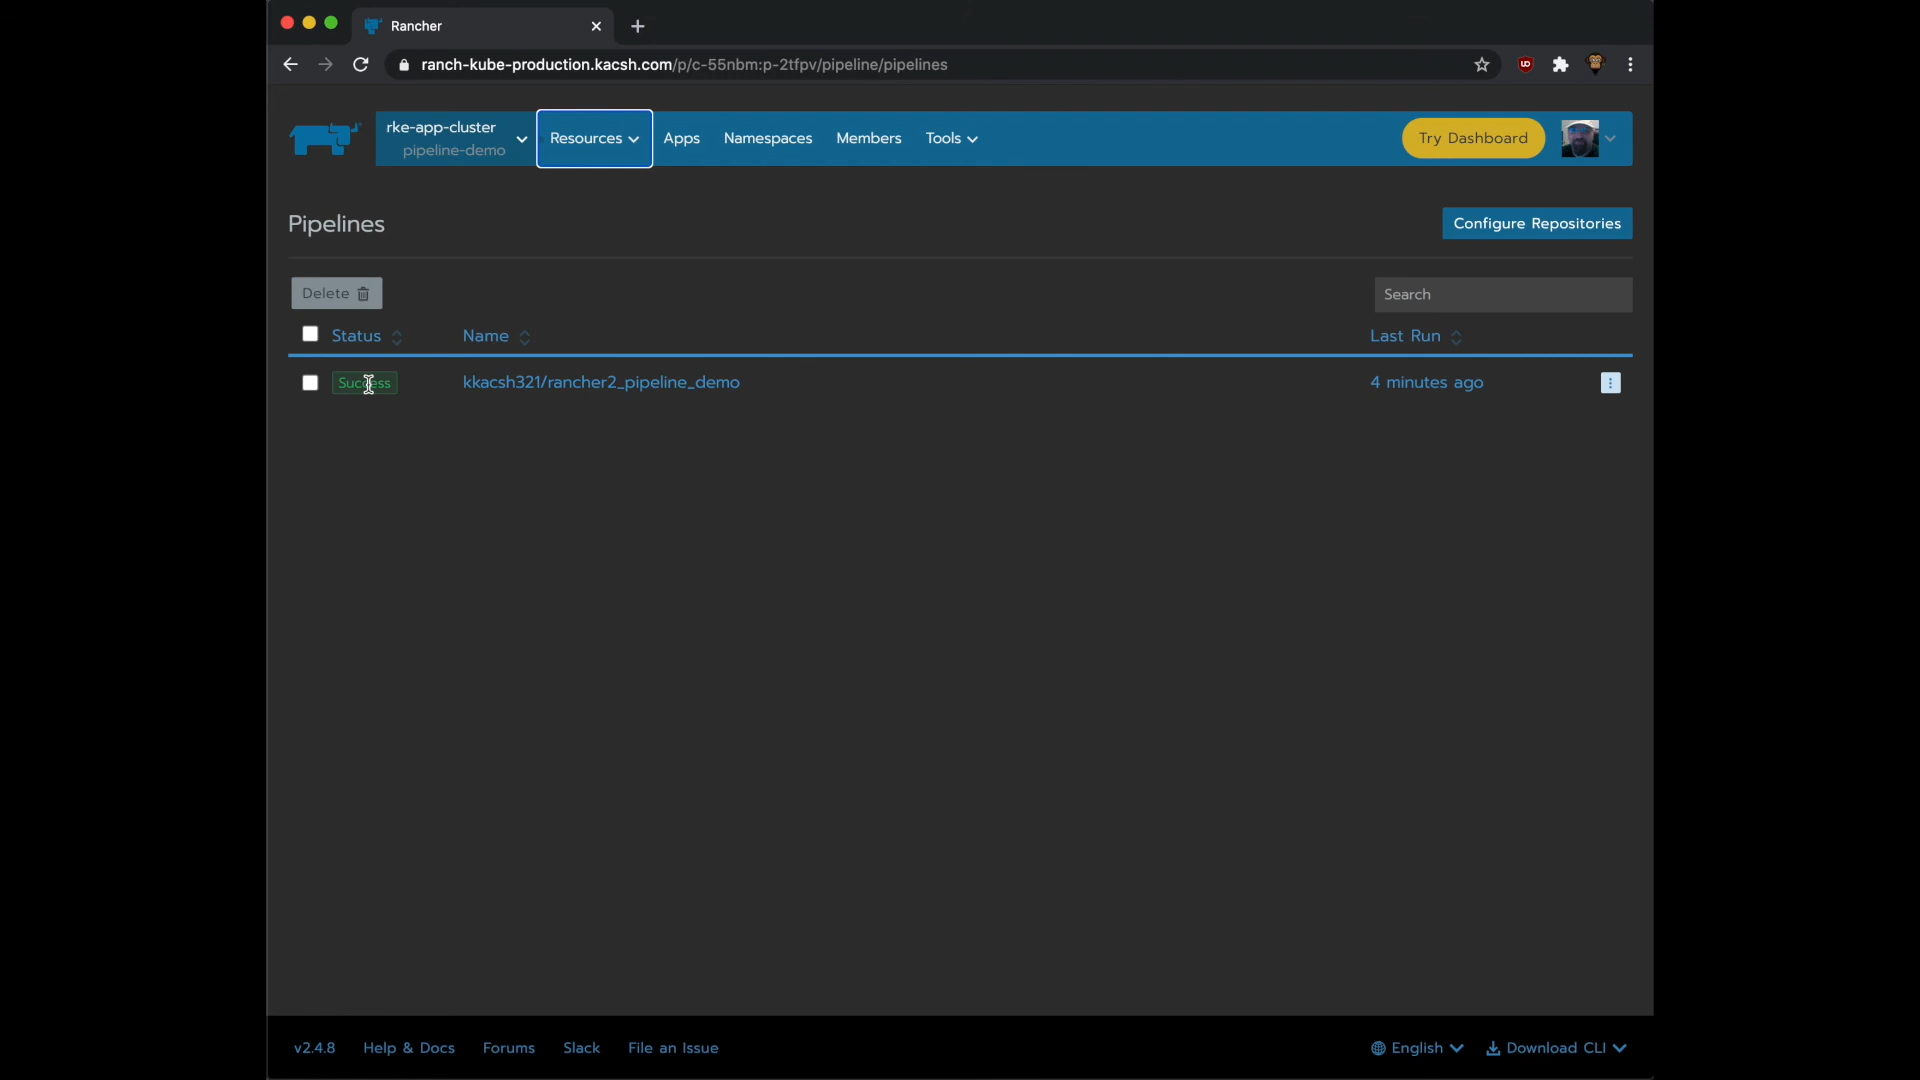 Rancher
ranch-kube-production.kacsh.com/p/c-55nbm:p-2tfpv/pipeline/pipelines
rke-app-cluster
pipeline-demo
Resources
Apps
Namespaces
Members
Tools
Try Dashboard
Pipelines
Configure Repositories
Delete
Search
Status
Name
Last Run
Success
kkacsh321/rancher2_pipeline_demo
4 minutes ago
v2.4.8
Help & Docs
Forums
Slack
File an Issue
English
Download CLI